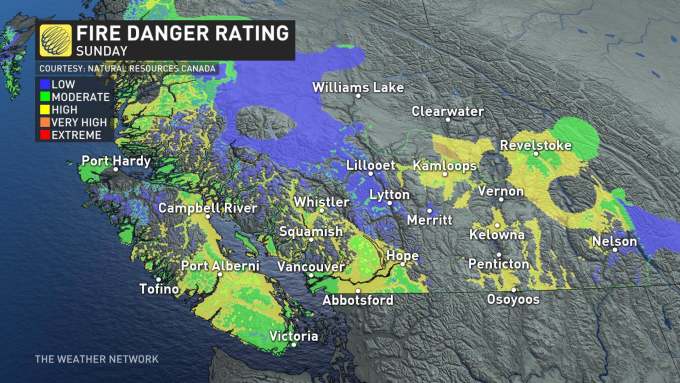 FIRE DANGER RATING
SUNDAY
COURTESY: NATURAL RESOURCES CANADA
LOW
MODERATE
HIGH
VERY HIGH
EXTREME
Williams Lake
Clearwater
Port Hardy
Revelstoke
Lillooet
Kamloops
Lytton
Vernon
Campbell River
Whistler
Merritt
Squamish
Kelowna
Nelson
Port Alberni
Vancouver
Hope
Penticton
Tofino
Abbotsford
Osoyoos
Victoria
THE WEATHER NETWORK